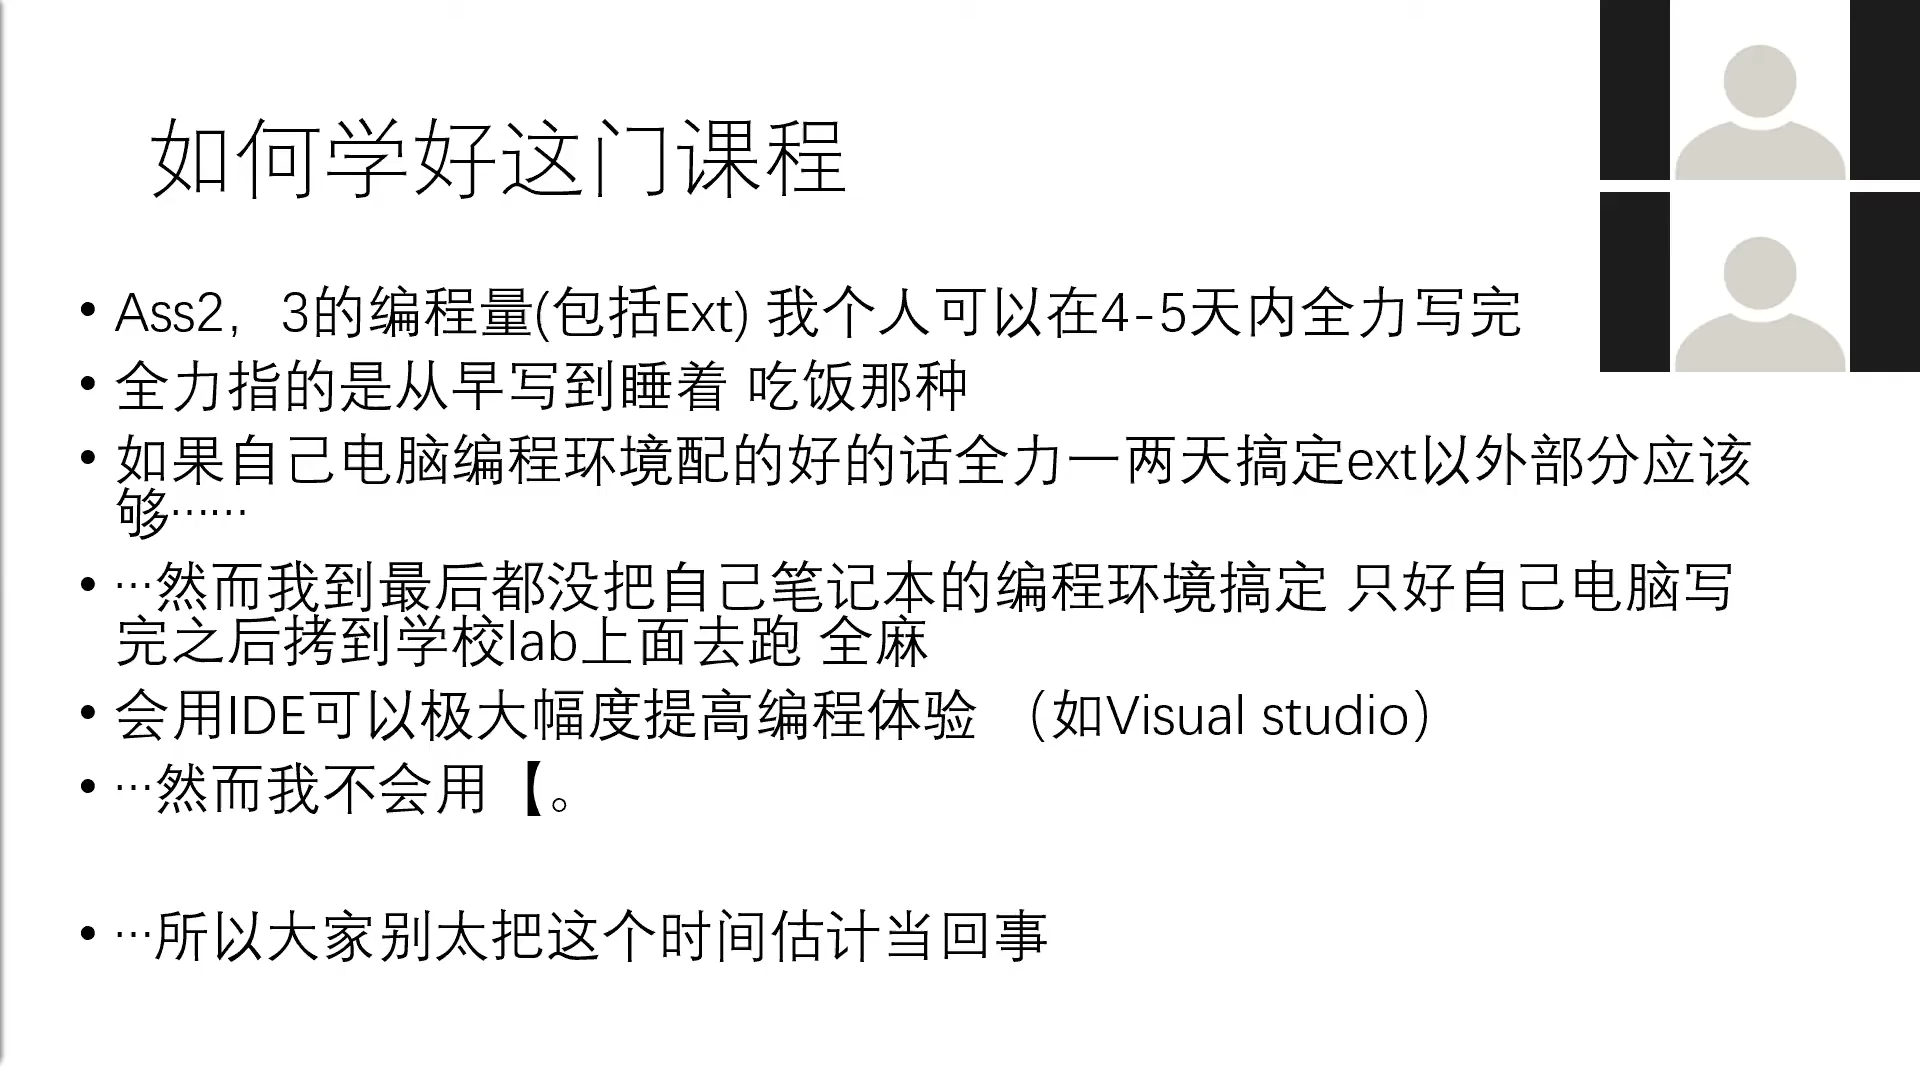 如何学好这门课程
• Ass2，3的编程量(包括Ext) 我个人可以在4-5天内全力写完
• 全力指的是从早写到睡着 吃饭那种
• 如果自己电脑编程环境配的好的话全力一两天搞定ext以外部分应该
够……
• …然而我到最后都没把自己笔记本的编程环境搞定 只好自己电脑写
完之后拷到学校lab上面去跑 全麻
• 会用IDE可以极大幅度提高编程体验 （如Visual studio）
• …然而我不会用【。
• …所以大家别太把这个时间估计当回事